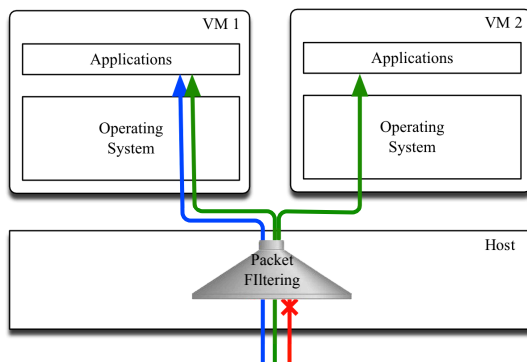 VM 1
Applications
Operating
System
VM 2
Applications
Operating
System
Host
Packet
FIltering